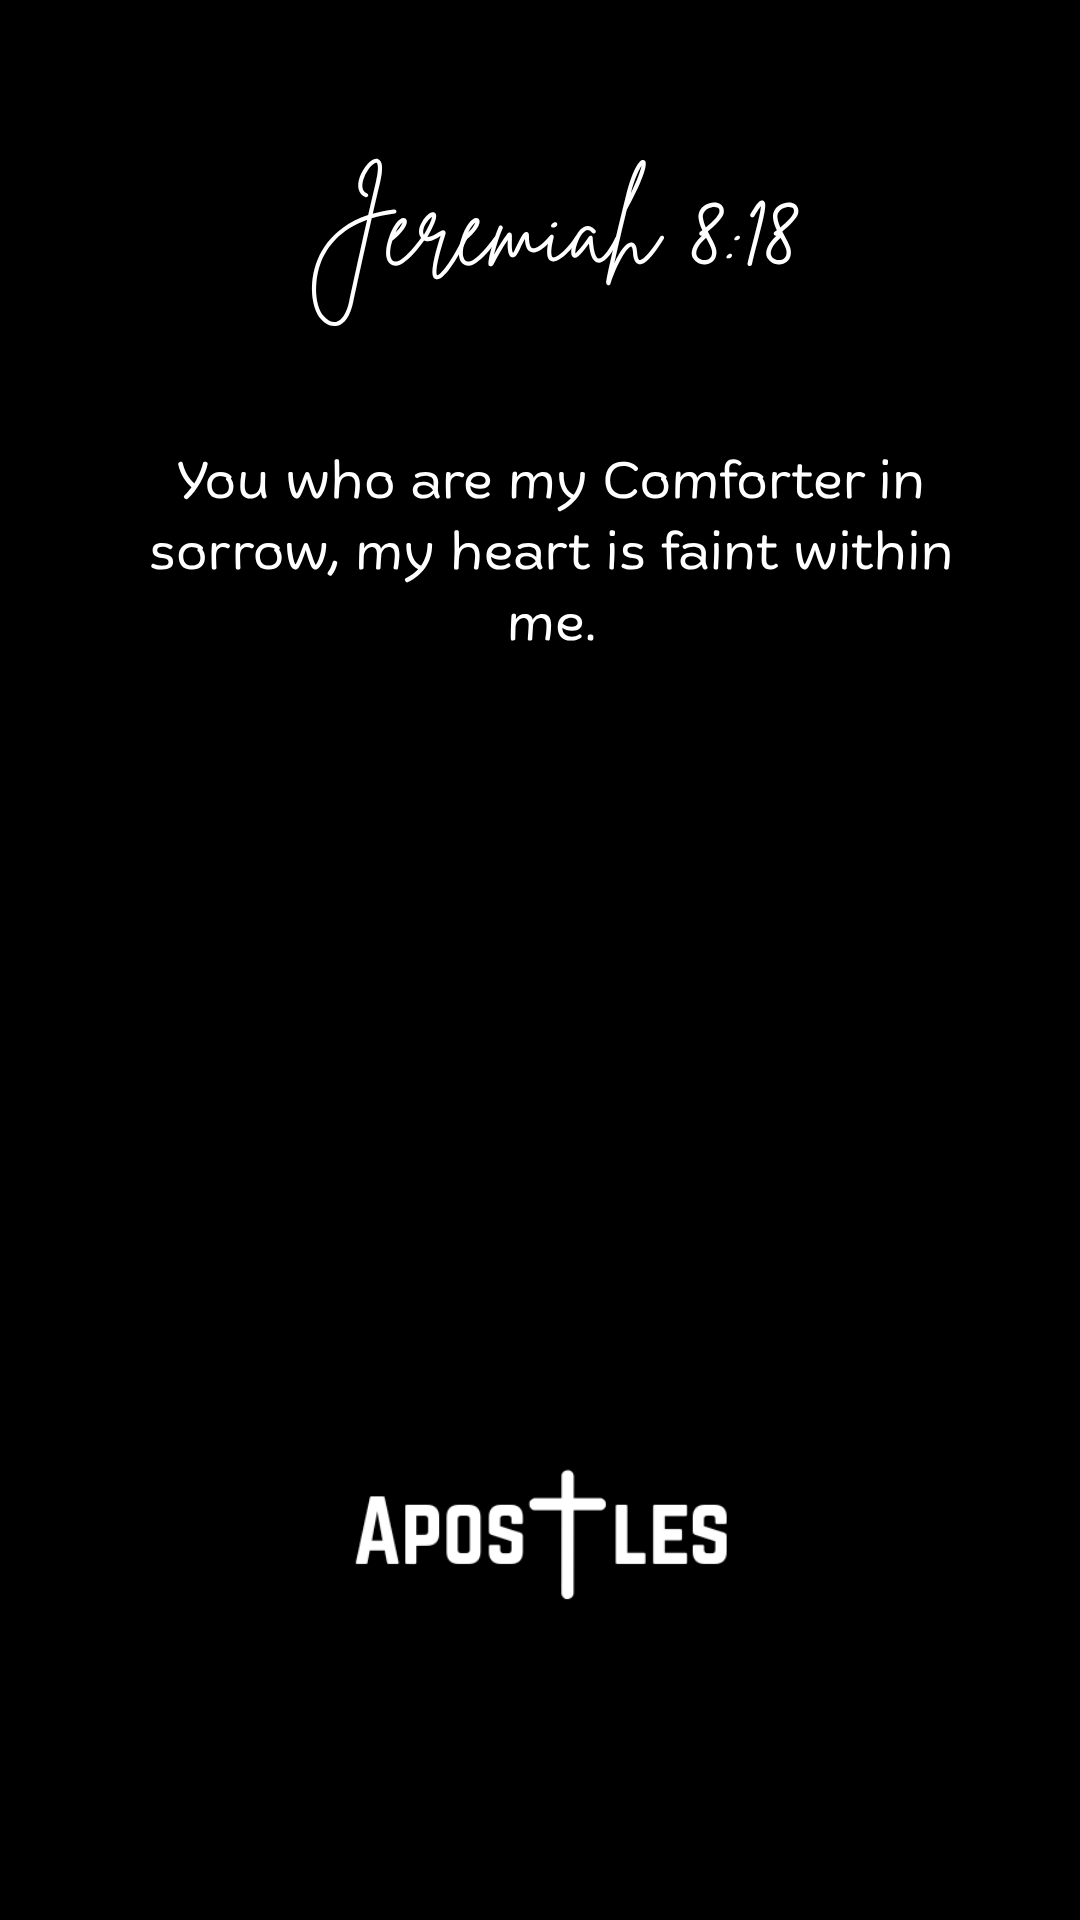 Jeremiah 8:18
You who are my Comforter in
sorrow, my heart is faint within
me.
Apostles